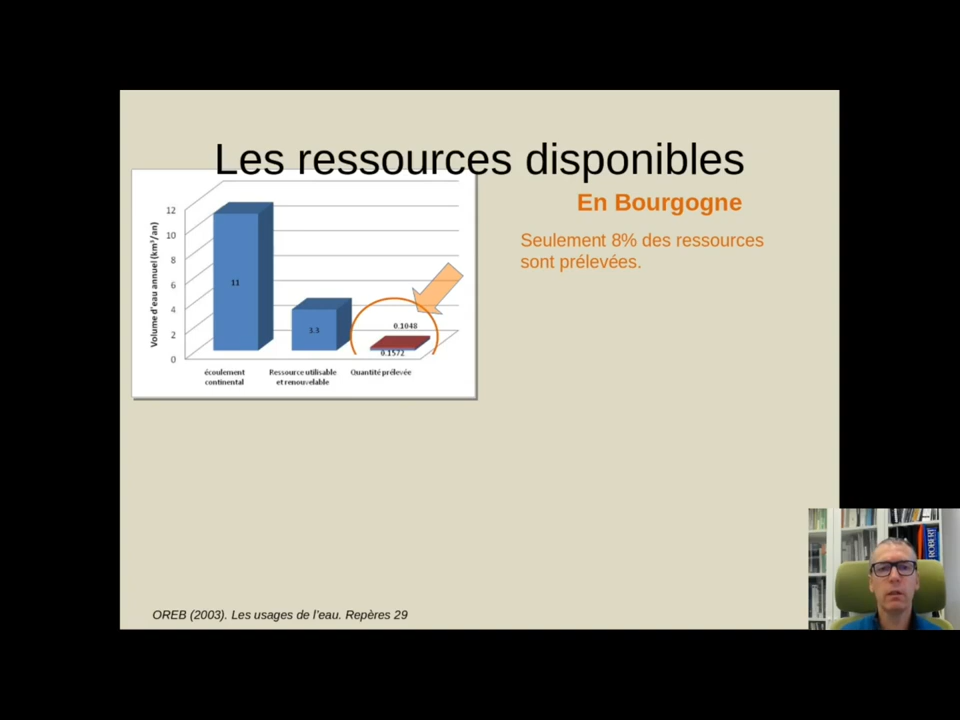 Les ressources disponibles
En Bourgogne
Seulement 8% des ressources
sont prélevées.
Volume d'eau annuel (km³/an)
12
10
8
6
4
2
0
11
3.3
0.1048
0.1572
écoulement
continental
Ressource utilisable
et renouvelable
Quantité prélevée
OREB (2003). Les usages de l'eau. Repères 29
ROBERT